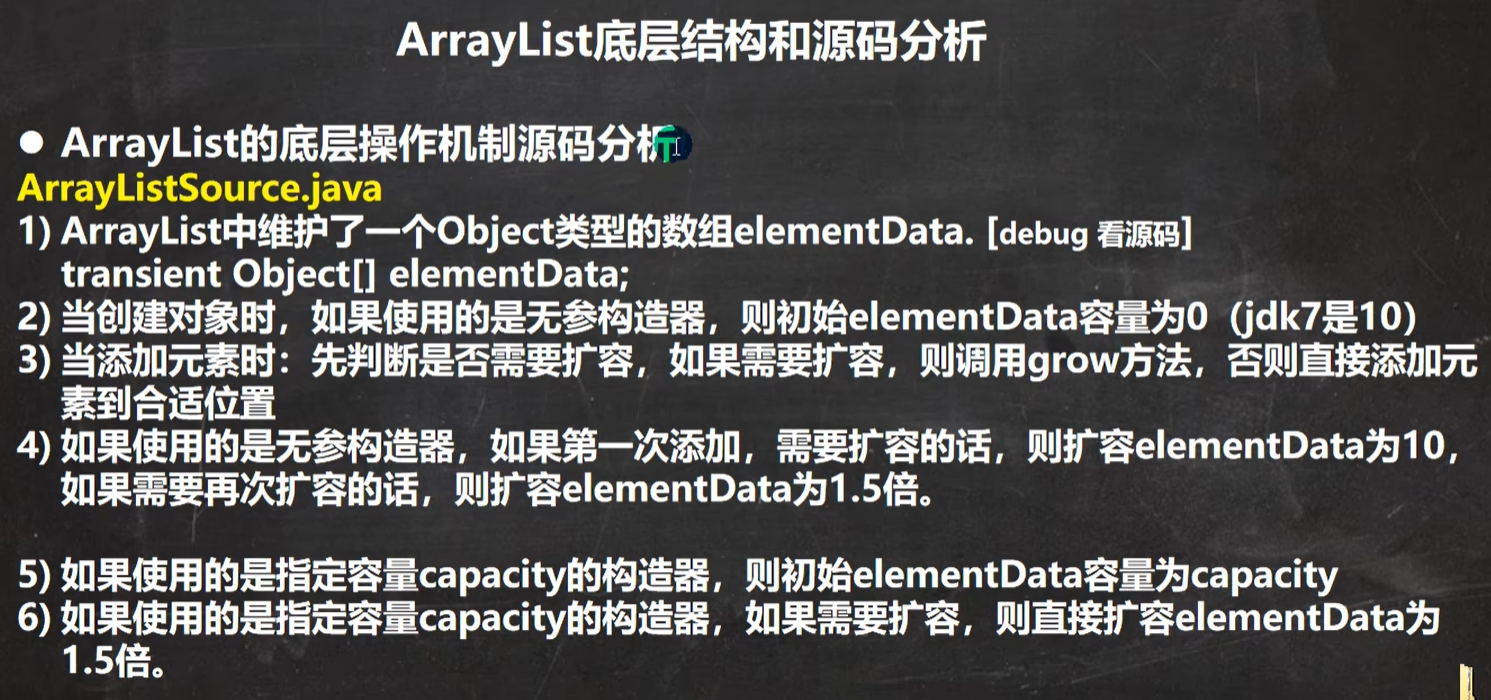 ArrayList底层结构和源码分析
● ArrayList的底层操作机制源码分析
ArrayListSource.java
1) ArrayList中维护了一个Object类型的数组elementData. [debug 看源码]
transient Object[] elementData;
2) 当创建对象时，如果使用的是无参构造器，则初始elementData容量为0（jdk7是10）
3) 当添加元素时：先判断是否需要扩容，如果需要扩容，则调用grow方法，否则直接添加元
素到合适位置
4) 如果使用的是无参构造器，如果第一次添加，需要扩容的话，则扩容elementData为10，
如果需要再次扩容的话，则扩容elementData为1.5倍。
5) 如果使用的是指定容量capacity的构造器，则初始elementData容量为capacity
6) 如果使用的是指定容量capacity的构造器，如果需要扩容，则直接扩容elementData为
1.5倍。